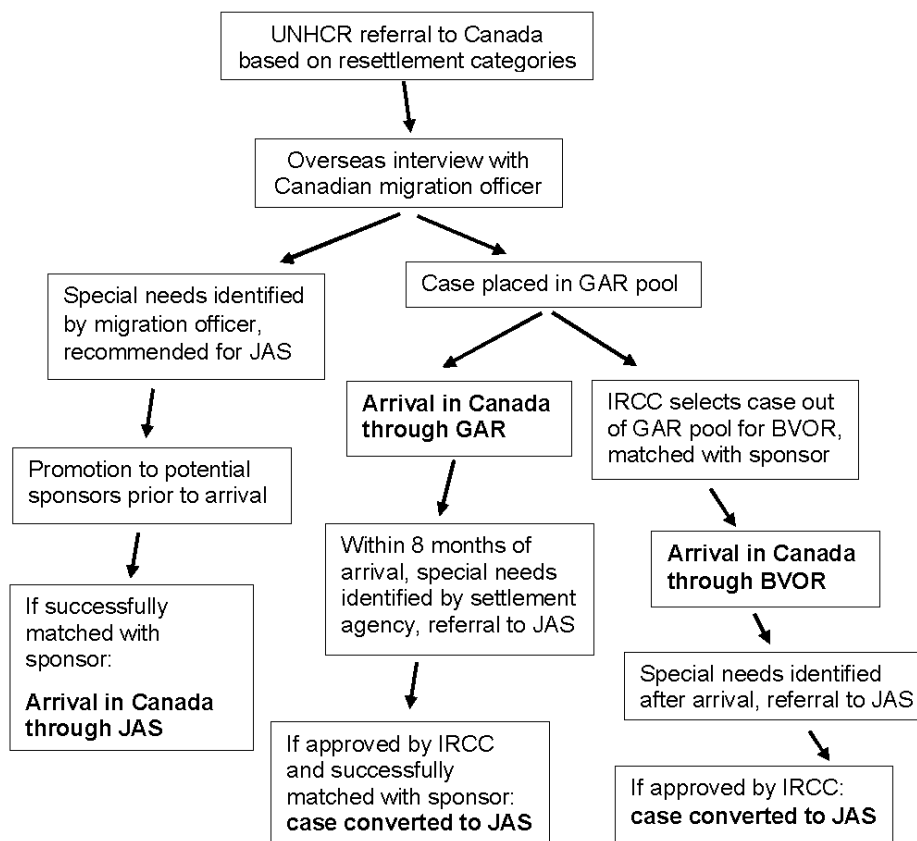 UNHCR referral to Canada
based on resettlement categories
Overseas interview with
Canadian migration officer
Special needs identified
by migration officer,
recommended for JAS
Case placed in GAR pool
Arrival in Canada
through GAR
IRCC selects case out
of GAR pool for BVOR,
matched with sponsor
Promotion to potential
sponsors prior to arrival
Within 8 months of
arrival, special needs
identified by settlement
agency, referral to JAS
Arrival in Canada
through BVOR
If successfully
matched with
sponsor:
Arrival in Canada
through JAS
Special needs identified
after arrival, referral to JAS
If approved by IRCC
and successfully
matched with sponsor:
case converted to JAS
If approved by IRCC:
case converted to JAS